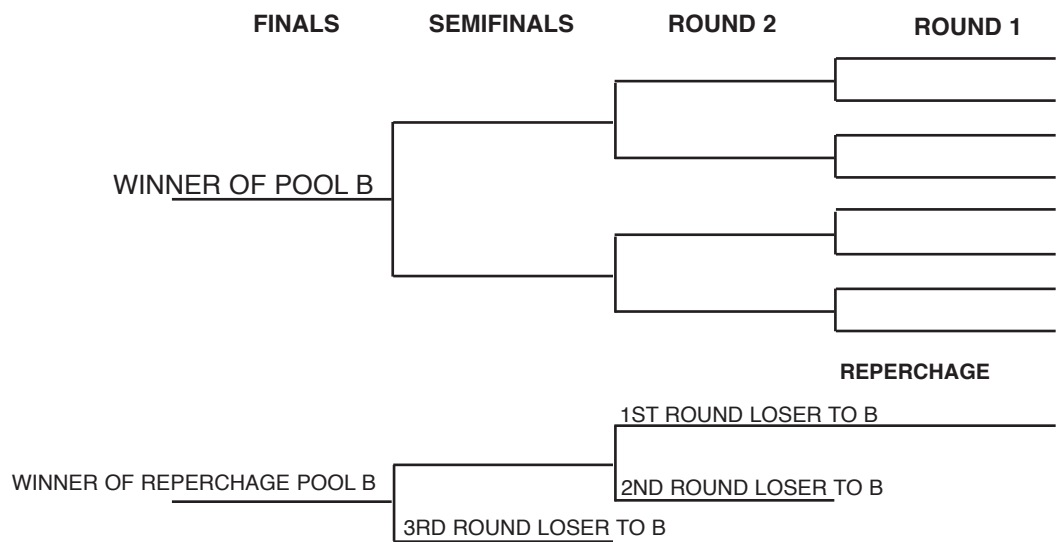 FINALS SEMIFINALS ROUND 2 ROUND 1
WINNER OF POOL B
REPERCHAGE
1ST ROUND LOSER TO B
WINNER OF REPERCHAGE POOL B
2ND ROUND LOSER TO B
3RD ROUND LOSER TO B